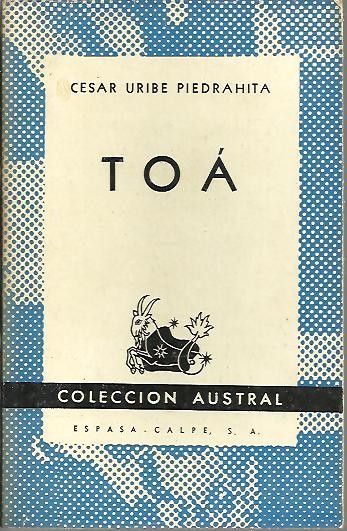 CESAR URIBE PIEDRAHITA
TOÁ
COLECCION AUSTRAL
ESPASA-CALPE, S. A.